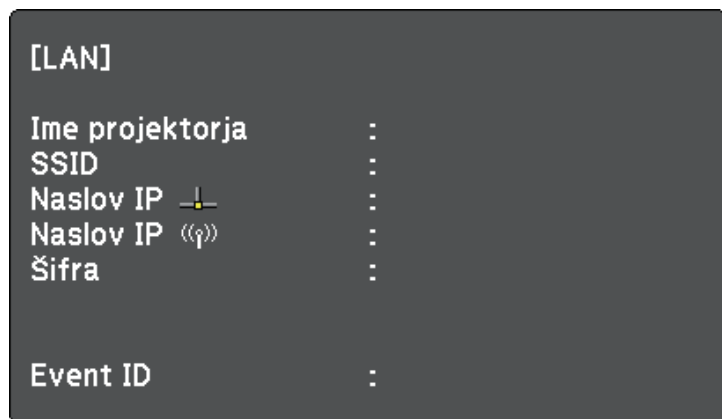 [LAN]
Ime projektorja :
SSID :
Naslov IP :
Naslov IP :
Šifra :
Event ID :